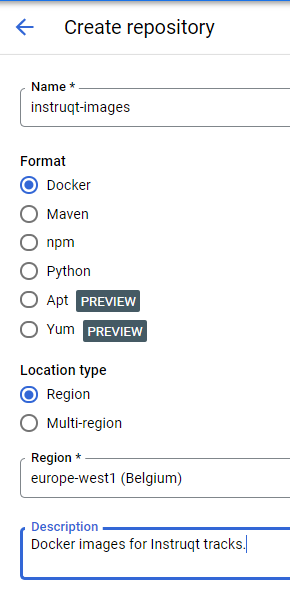 Create repository
Name *
instruqt-images
Format
Docker
Maven
npm
Python
Apt PREVIEW
Yum PREVIEW
Location type
Region
Multi-region
Region *
europe-west1 (Belgium)
Description
Docker images for Instruqt tracks.